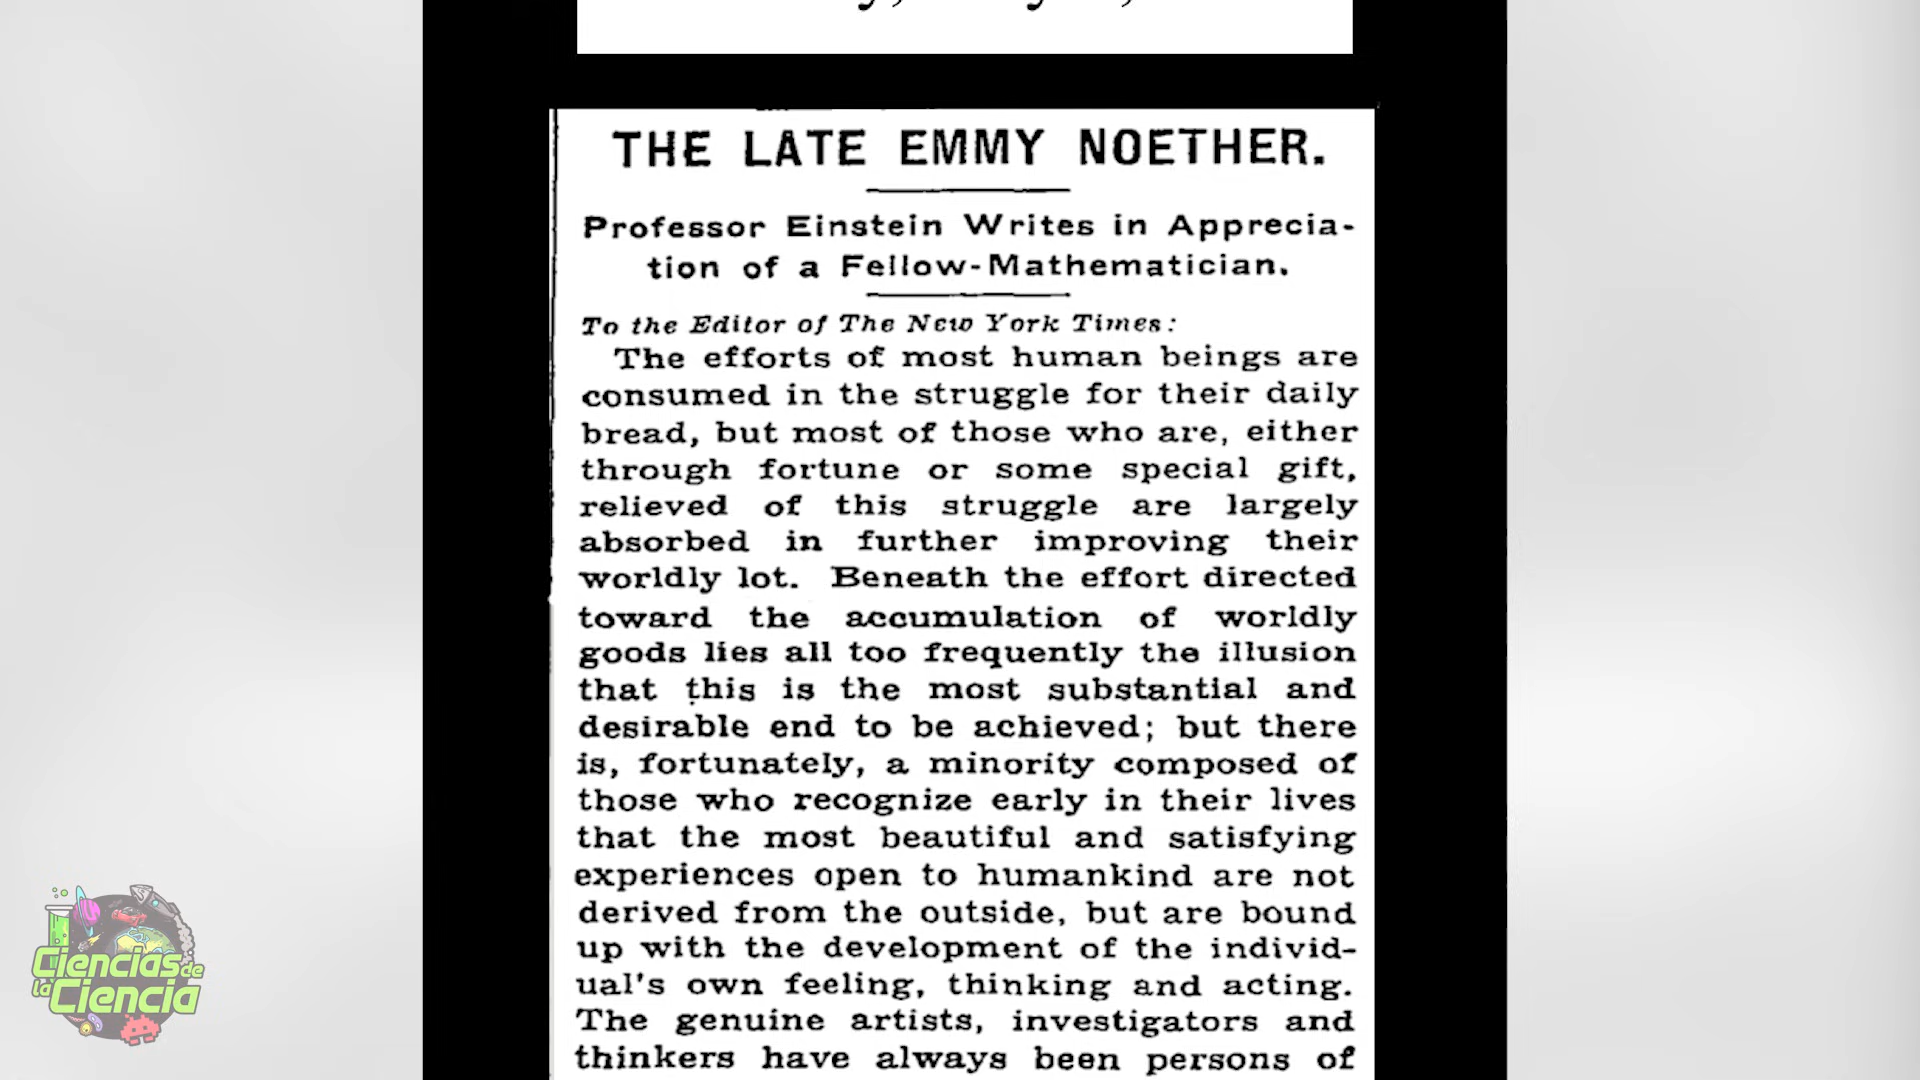 THE LATE EMMY NOETHER.
Professor Einstein Writes in Apprecia-
tion of a Fellow-Mathematician.
To the Editor of The New York Times:
The efforts of most human beings are
consumed in the struggle for their daily
bread, but most of those who are, either
through fortune or some special gift,
relieved of this struggle are largely
absorbed in further improving their
worldly lot. Beneath the effort directed
toward the accumulation of worldly
goods lies all too frequently the illusion
that this is the most substantial and
desirable end to be achieved; but there
is, fortunately, a minority composed of
those who recognize early in their lives
that the most beautiful and satisfying
experiences open to humankind are not
derived from the outside, but are bound
up with the development of the individ-
ual's own feeling, thinking and acting.
The genuine artists, investigators and
thinkers have always been persons of
Ciencias de
la Ciencia